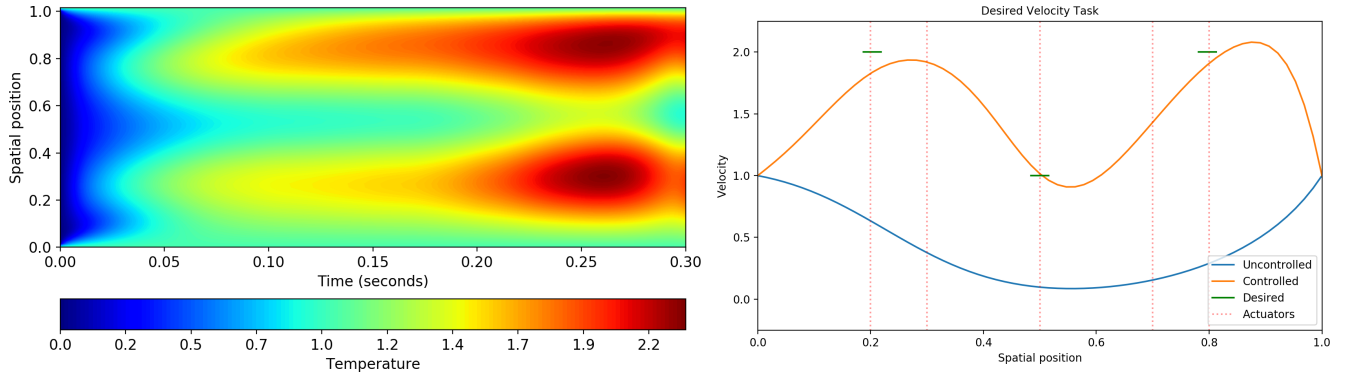 1.0
0.8
0.6
0.4
0.2
0.0
Spatial position
0.00 0.05 0.10 0.15 0.20 0.25 0.30
Time (seconds)
0.0 0.2 0.5 0.7 1.0 1.2 1.4 1.7 1.9 2.2
Temperature
Desired Velocity Task
2.0
1.5
1.0
0.5
0.0
Velocity
Uncontrolled
Controlled
Desired
Actuators
0.0 0.2 0.4 0.6 0.8 1.0
Spatial position